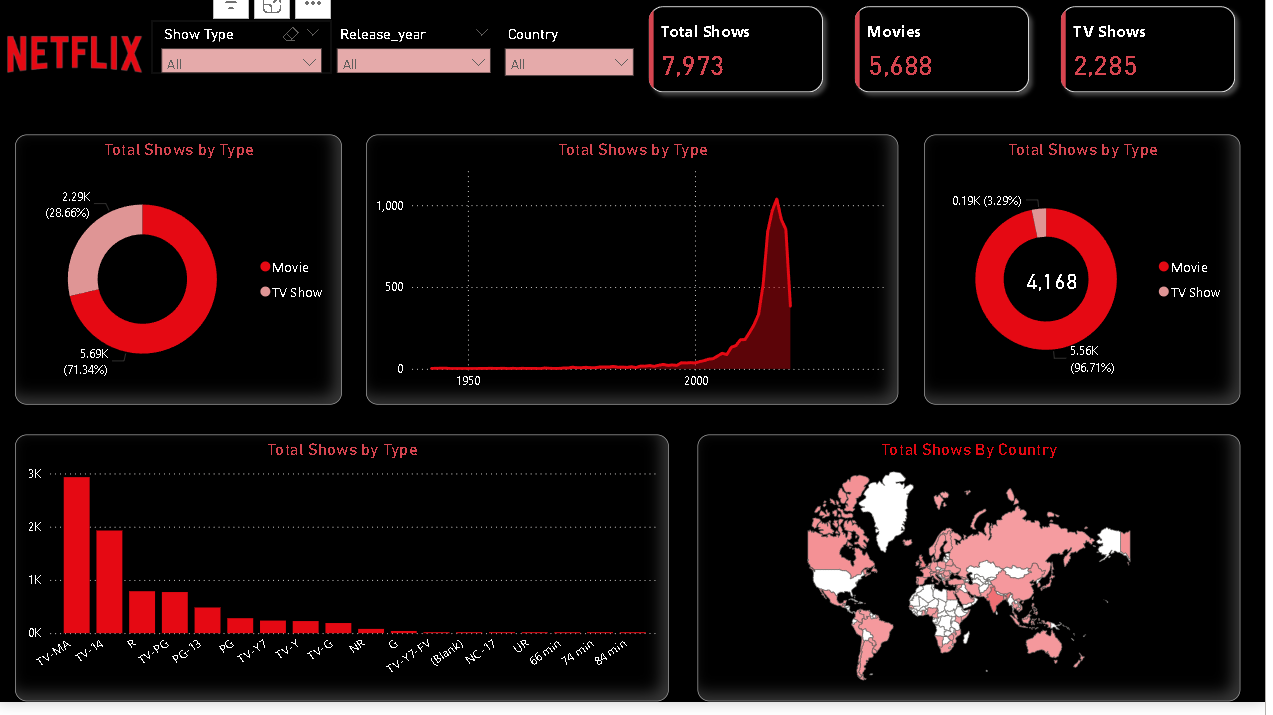 NETFLIX
Show Type
All
Release_year
All
Country
All
Total Shows
7,973
Movies
5,688
TV Shows
2,285
Total Shows by Type
2.29K
(28.66%)
5.69K
(71.34%)
Movie
TV Show
Total Shows by Type
1,000
500
0
1950
2000
Total Shows by Type
0.19K (3.29%)
4,168
5.56K
(96.71%)
Movie
TV Show
Total Shows by Type
3K
2K
1K
0K
TV-MA
TV-14
R
TV-PG
PG-13
PG
TV-Y7
TV-Y
TV-G
NR
G
TV-Y7-FV
(Blank)
NC-17
UR
66 min
74 min
84 min
Total Shows By Country